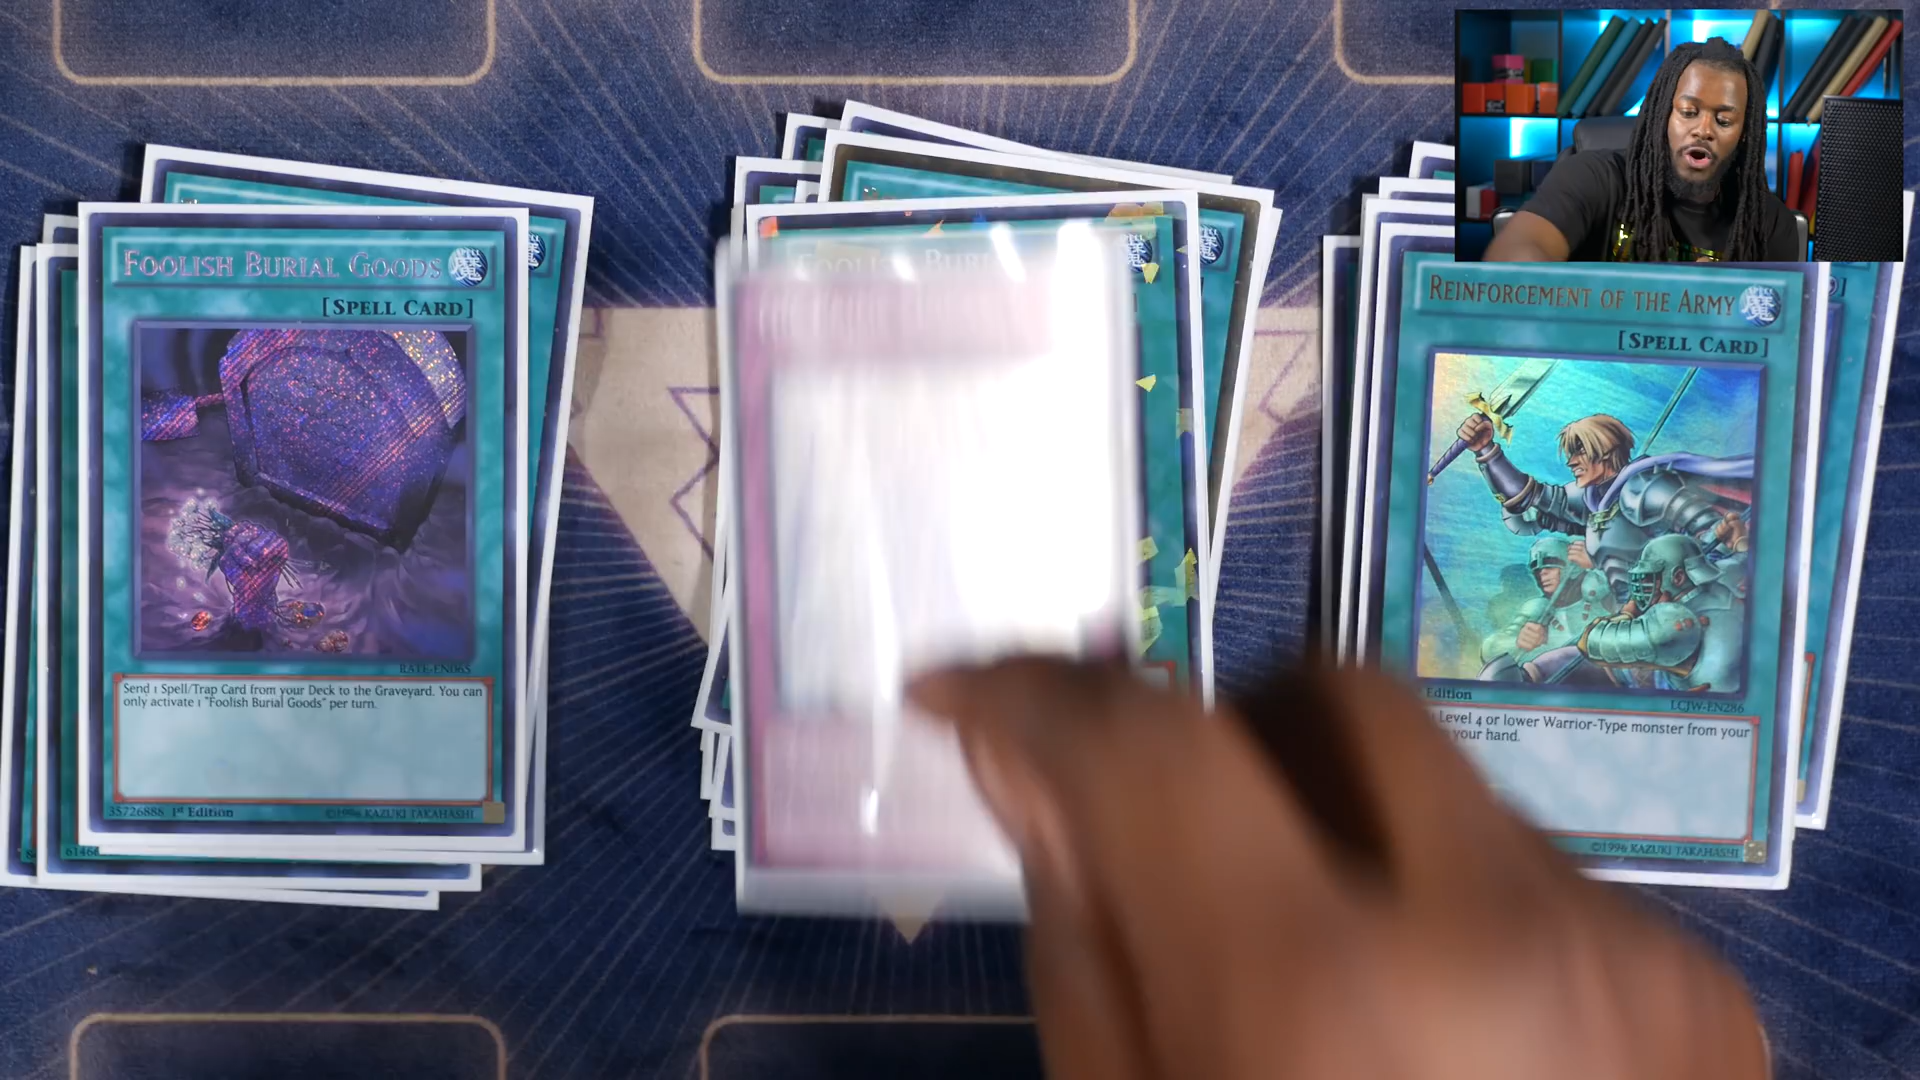 FOOLISH BURIAL GOODS
[SPELL CARD]
RATE-EN065
Send 1 Spell/Trap Card from your Deck to the Graveyard. You can
only activate 1 "Foolish Burial Goods" per turn.
35726888 1st Edition ©1996 KAZUKI TAKAHASHI
FOOLISH BURI
REINFORCEMENT OF THE ARMY
[SPELL CARD]
Edition LCJW-EN286
Level 4 or lower Warrior-Type monster from your
your hand.
©1996 KAZUKI TAKAHASHI